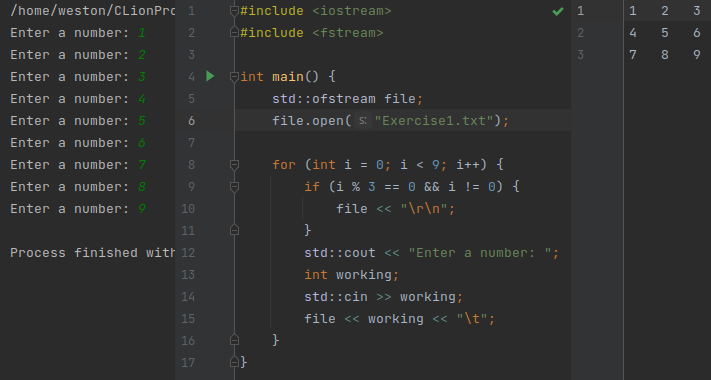 /home/weston/CLionPro
Enter a number: 1
Enter a number: 2
Enter a number: 3
Enter a number: 4
Enter a number: 5
Enter a number: 6
Enter a number: 7
Enter a number: 8
Enter a number: 9
Process finished with
1 #include <iostream>
2 #include <fstream>
3
4 int main() {
5 std::ofstream file;
6 file.open( s: "Exercise1.txt");
7
8 for (int i = 0; i < 9; i++) {
9 if (i % 3 == 0 && i != 0) {
10 file << "\r\n";
11 }
12 std::cout << "Enter a number: ";
13 int working;
14 std::cin >> working;
15 file << working << "\t";
16 }
17 }
1 1 2 3
2 4 5 6
3 7 8 9